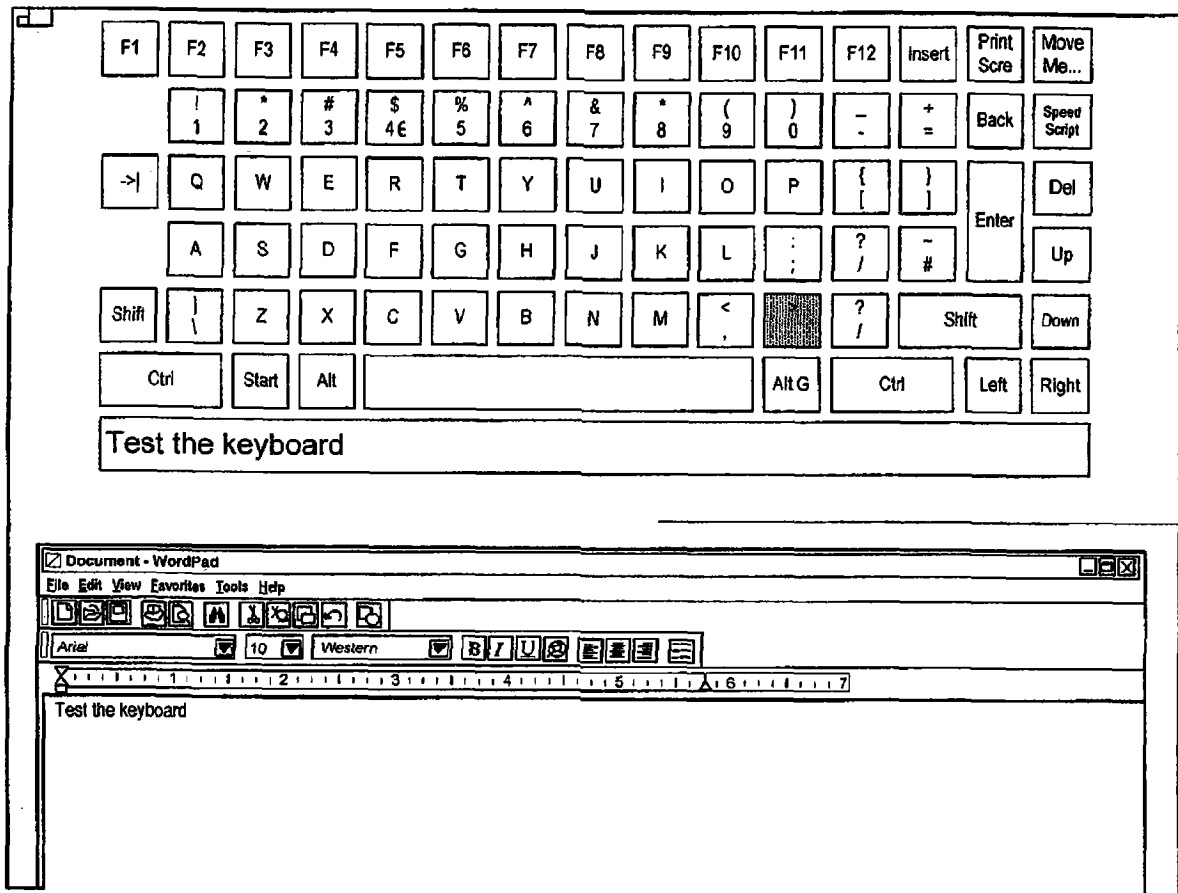 F1 F2 F3 F4 F5 F6 F7 F8 F9 F10 F11 F12 Insert Print Scre Move Me...
! 1 * 2 # 3 $ 4€ % 5 ^ 6 & 7 * 8 ( 9 ) 0 _ - + = Back Speed Script
->| Q W E R T Y U I O P { [ } ] Enter Del
A S D F G H J K L : ; ? / ~ # Up
Shift | \ Z X C V B N M < , > ? / Shift Down
Ctrl Start Alt Alt G Ctrl Left Right
Test the keyboard
Document - WordPad
File Edit View Favorites Tools Help
Arial 10 Western B I U
1 2 3 4 5 6 7
Test the keyboard